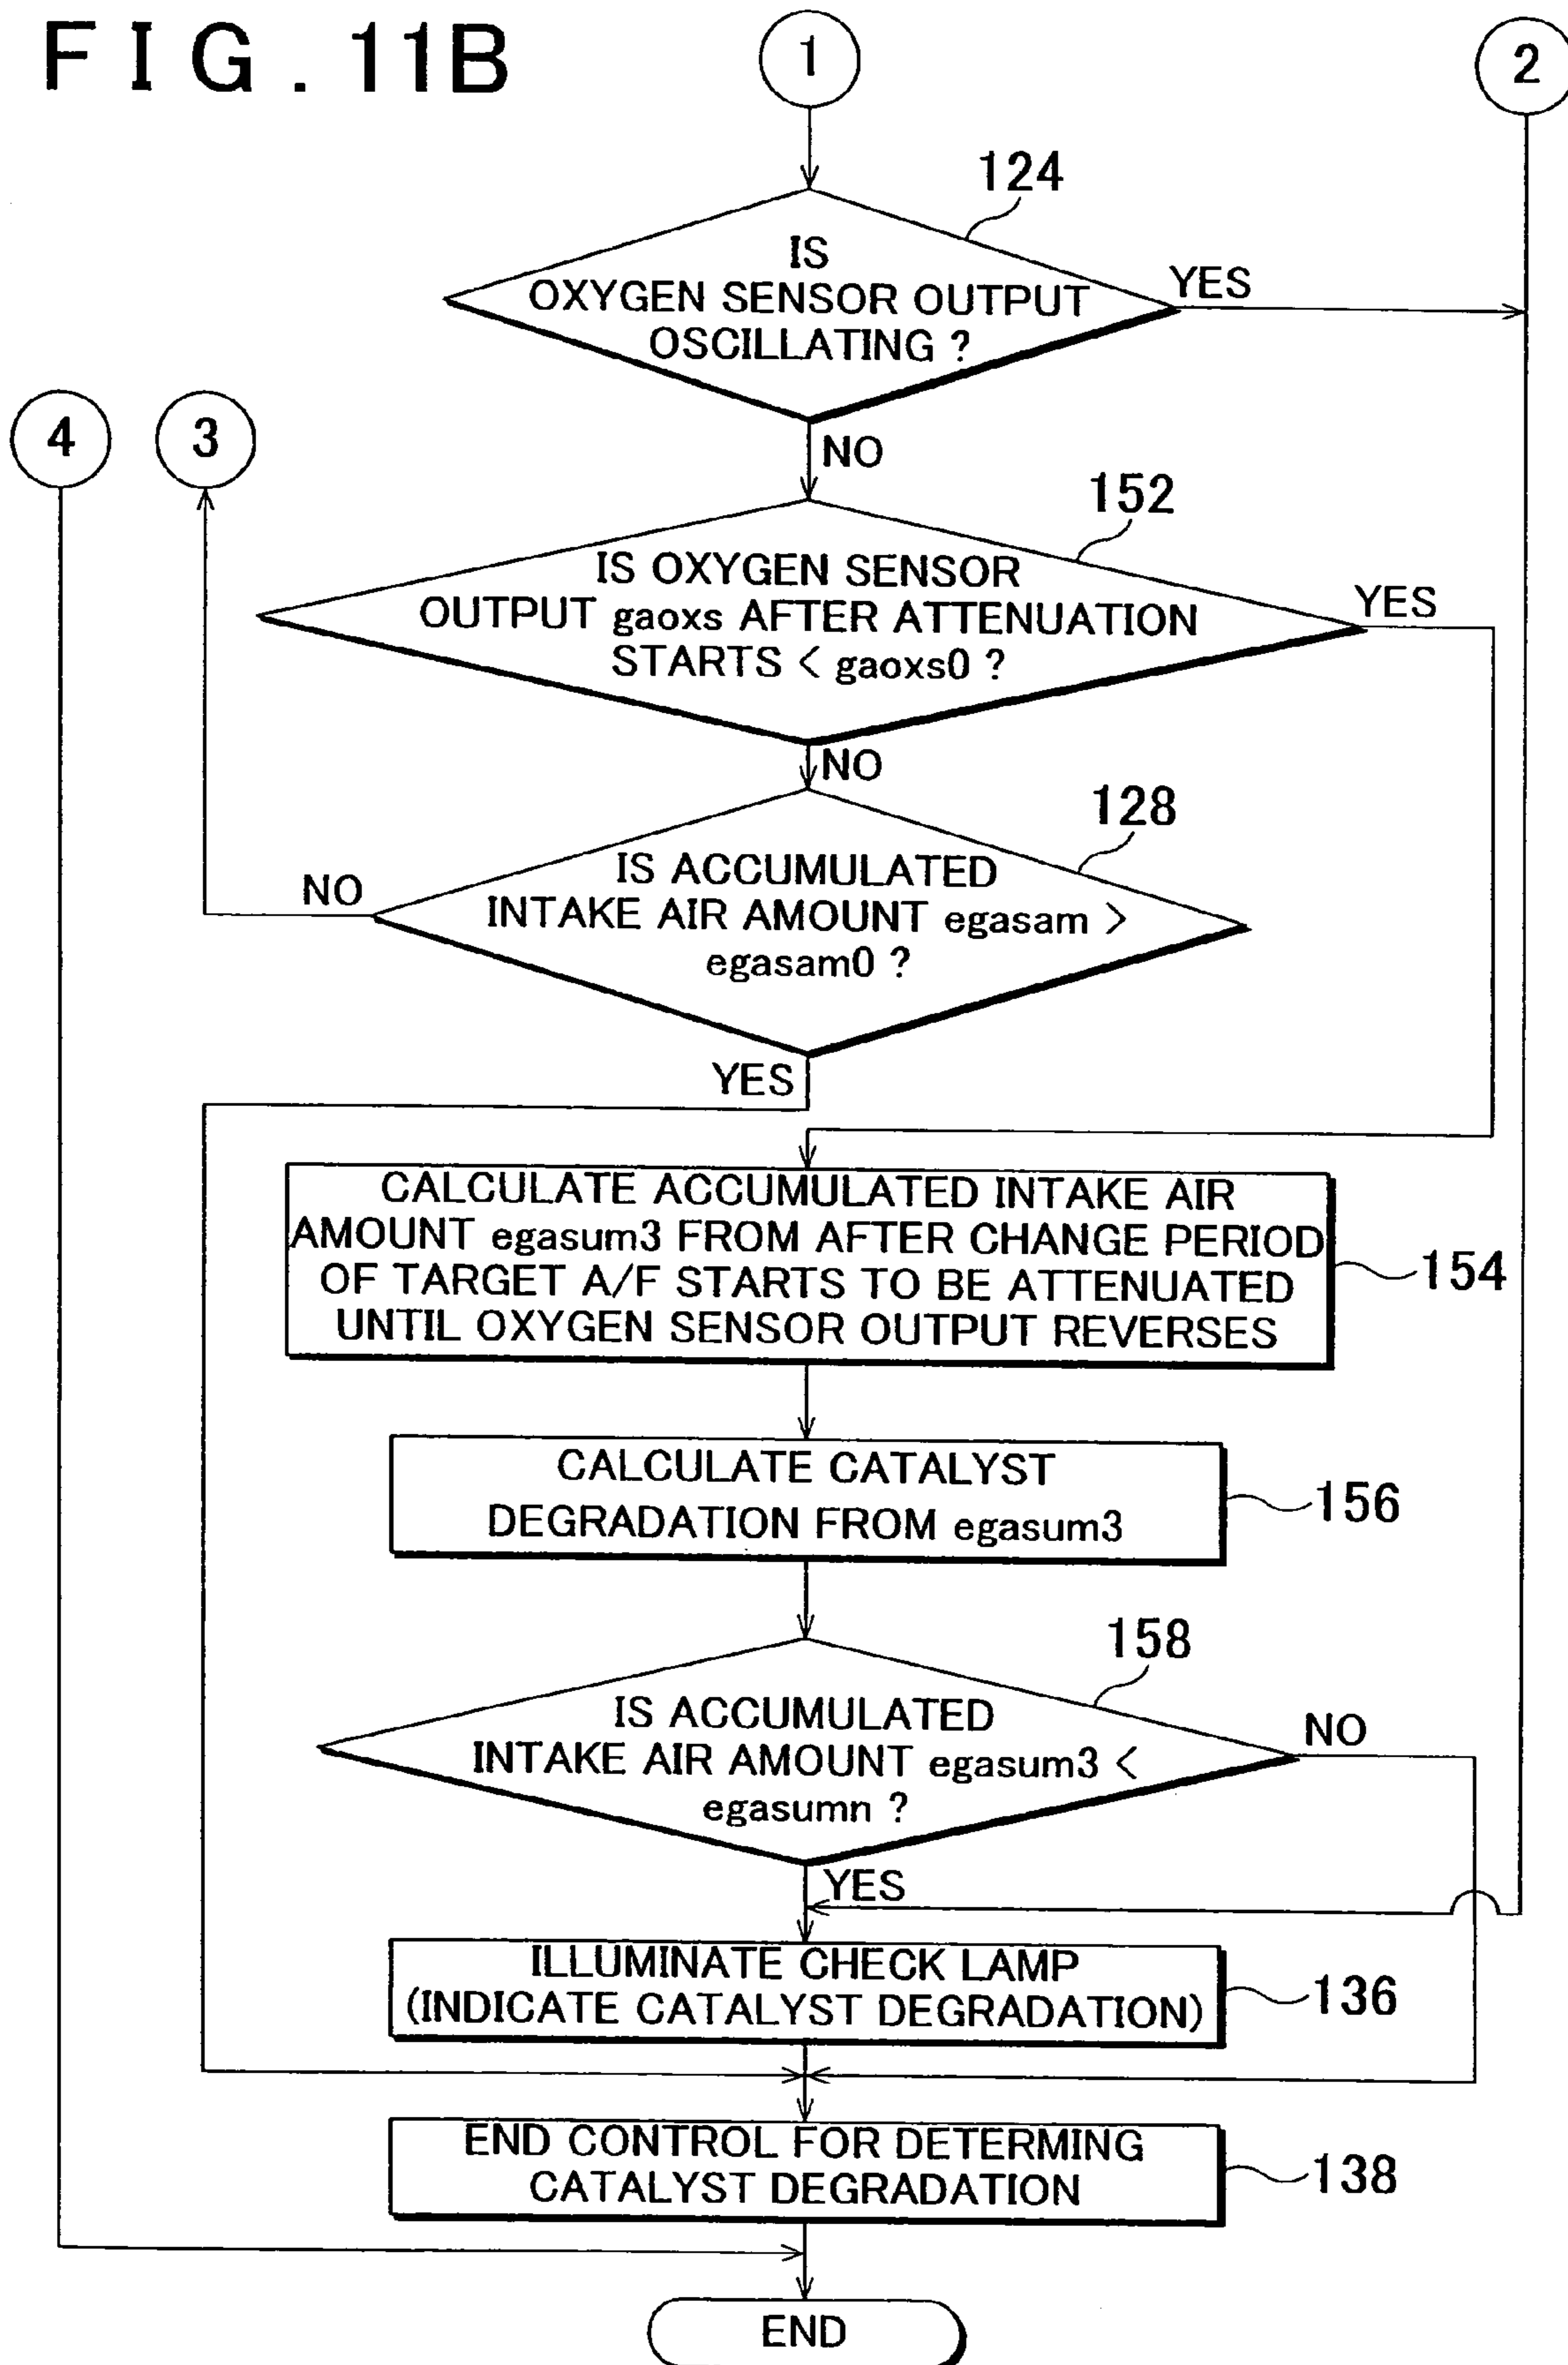 FIG. 11B
1
2
124
IS
OXYGEN SENSOR OUTPUT
OSCILLATING ?
YES
4
3
NO
152
IS OXYGEN SENSOR
OUTPUT gaoxs AFTER ATTENUATION
STARTS < gaoxs0 ?
YES
NO
128
IS ACCUMULATED
INTAKE AIR AMOUNT egasam >
egasam0 ?
NO
YES
CALCULATE ACCUMULATED INTAKE AIR
AMOUNT egasum3 FROM AFTER CHANGE PERIOD
OF TARGET A/F STARTS TO BE ATTENUATED
UNTIL OXYGEN SENSOR OUTPUT REVERSES
154
CALCULATE CATALYST
DEGRADATION FROM egasum3
156
158
IS ACCUMULATED
INTAKE AIR AMOUNT egasum3 <
egasumn ?
NO
YES
ILLUMINATE CHECK LAMP
(INDICATE CATALYST DEGRADATION)
136
END CONTROL FOR DETERMING
CATALYST DEGRADATION
138
END